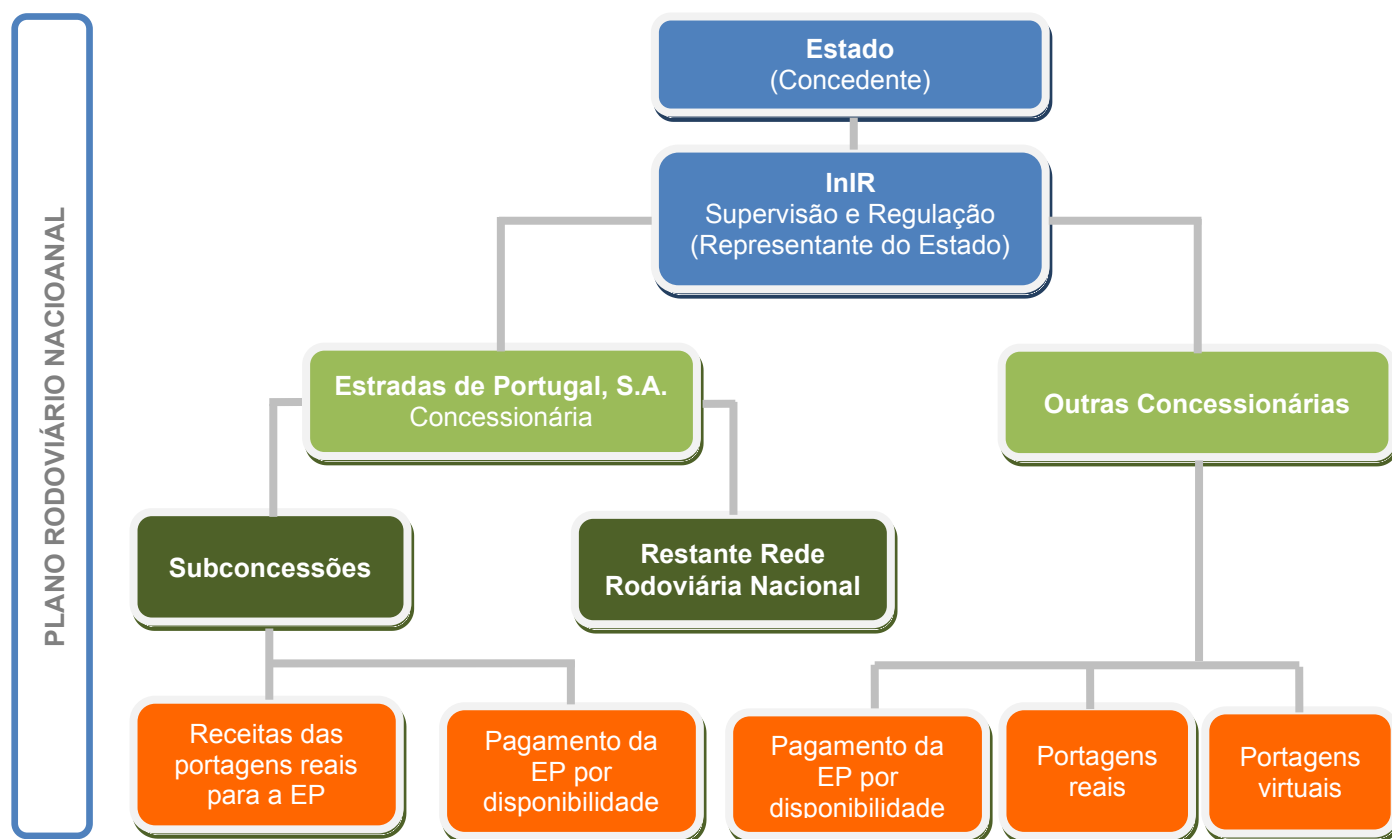 PLANO RODOVIÁRIO NACIOANAL
Estado
(Concedente)
InIR
Supervisão e Regulação
(Representante do Estado)
Estradas de Portugal, S.A.
Concessionária
Outras Concessionárias
Subconcessões
Restante Rede
Rodoviária Nacional
Receitas das
portagens reais
para a EP
Pagamento da
EP por
disponibilidade
Pagamento da
EP por
disponibilidade
Portagens
reais
Portagens
virtuais